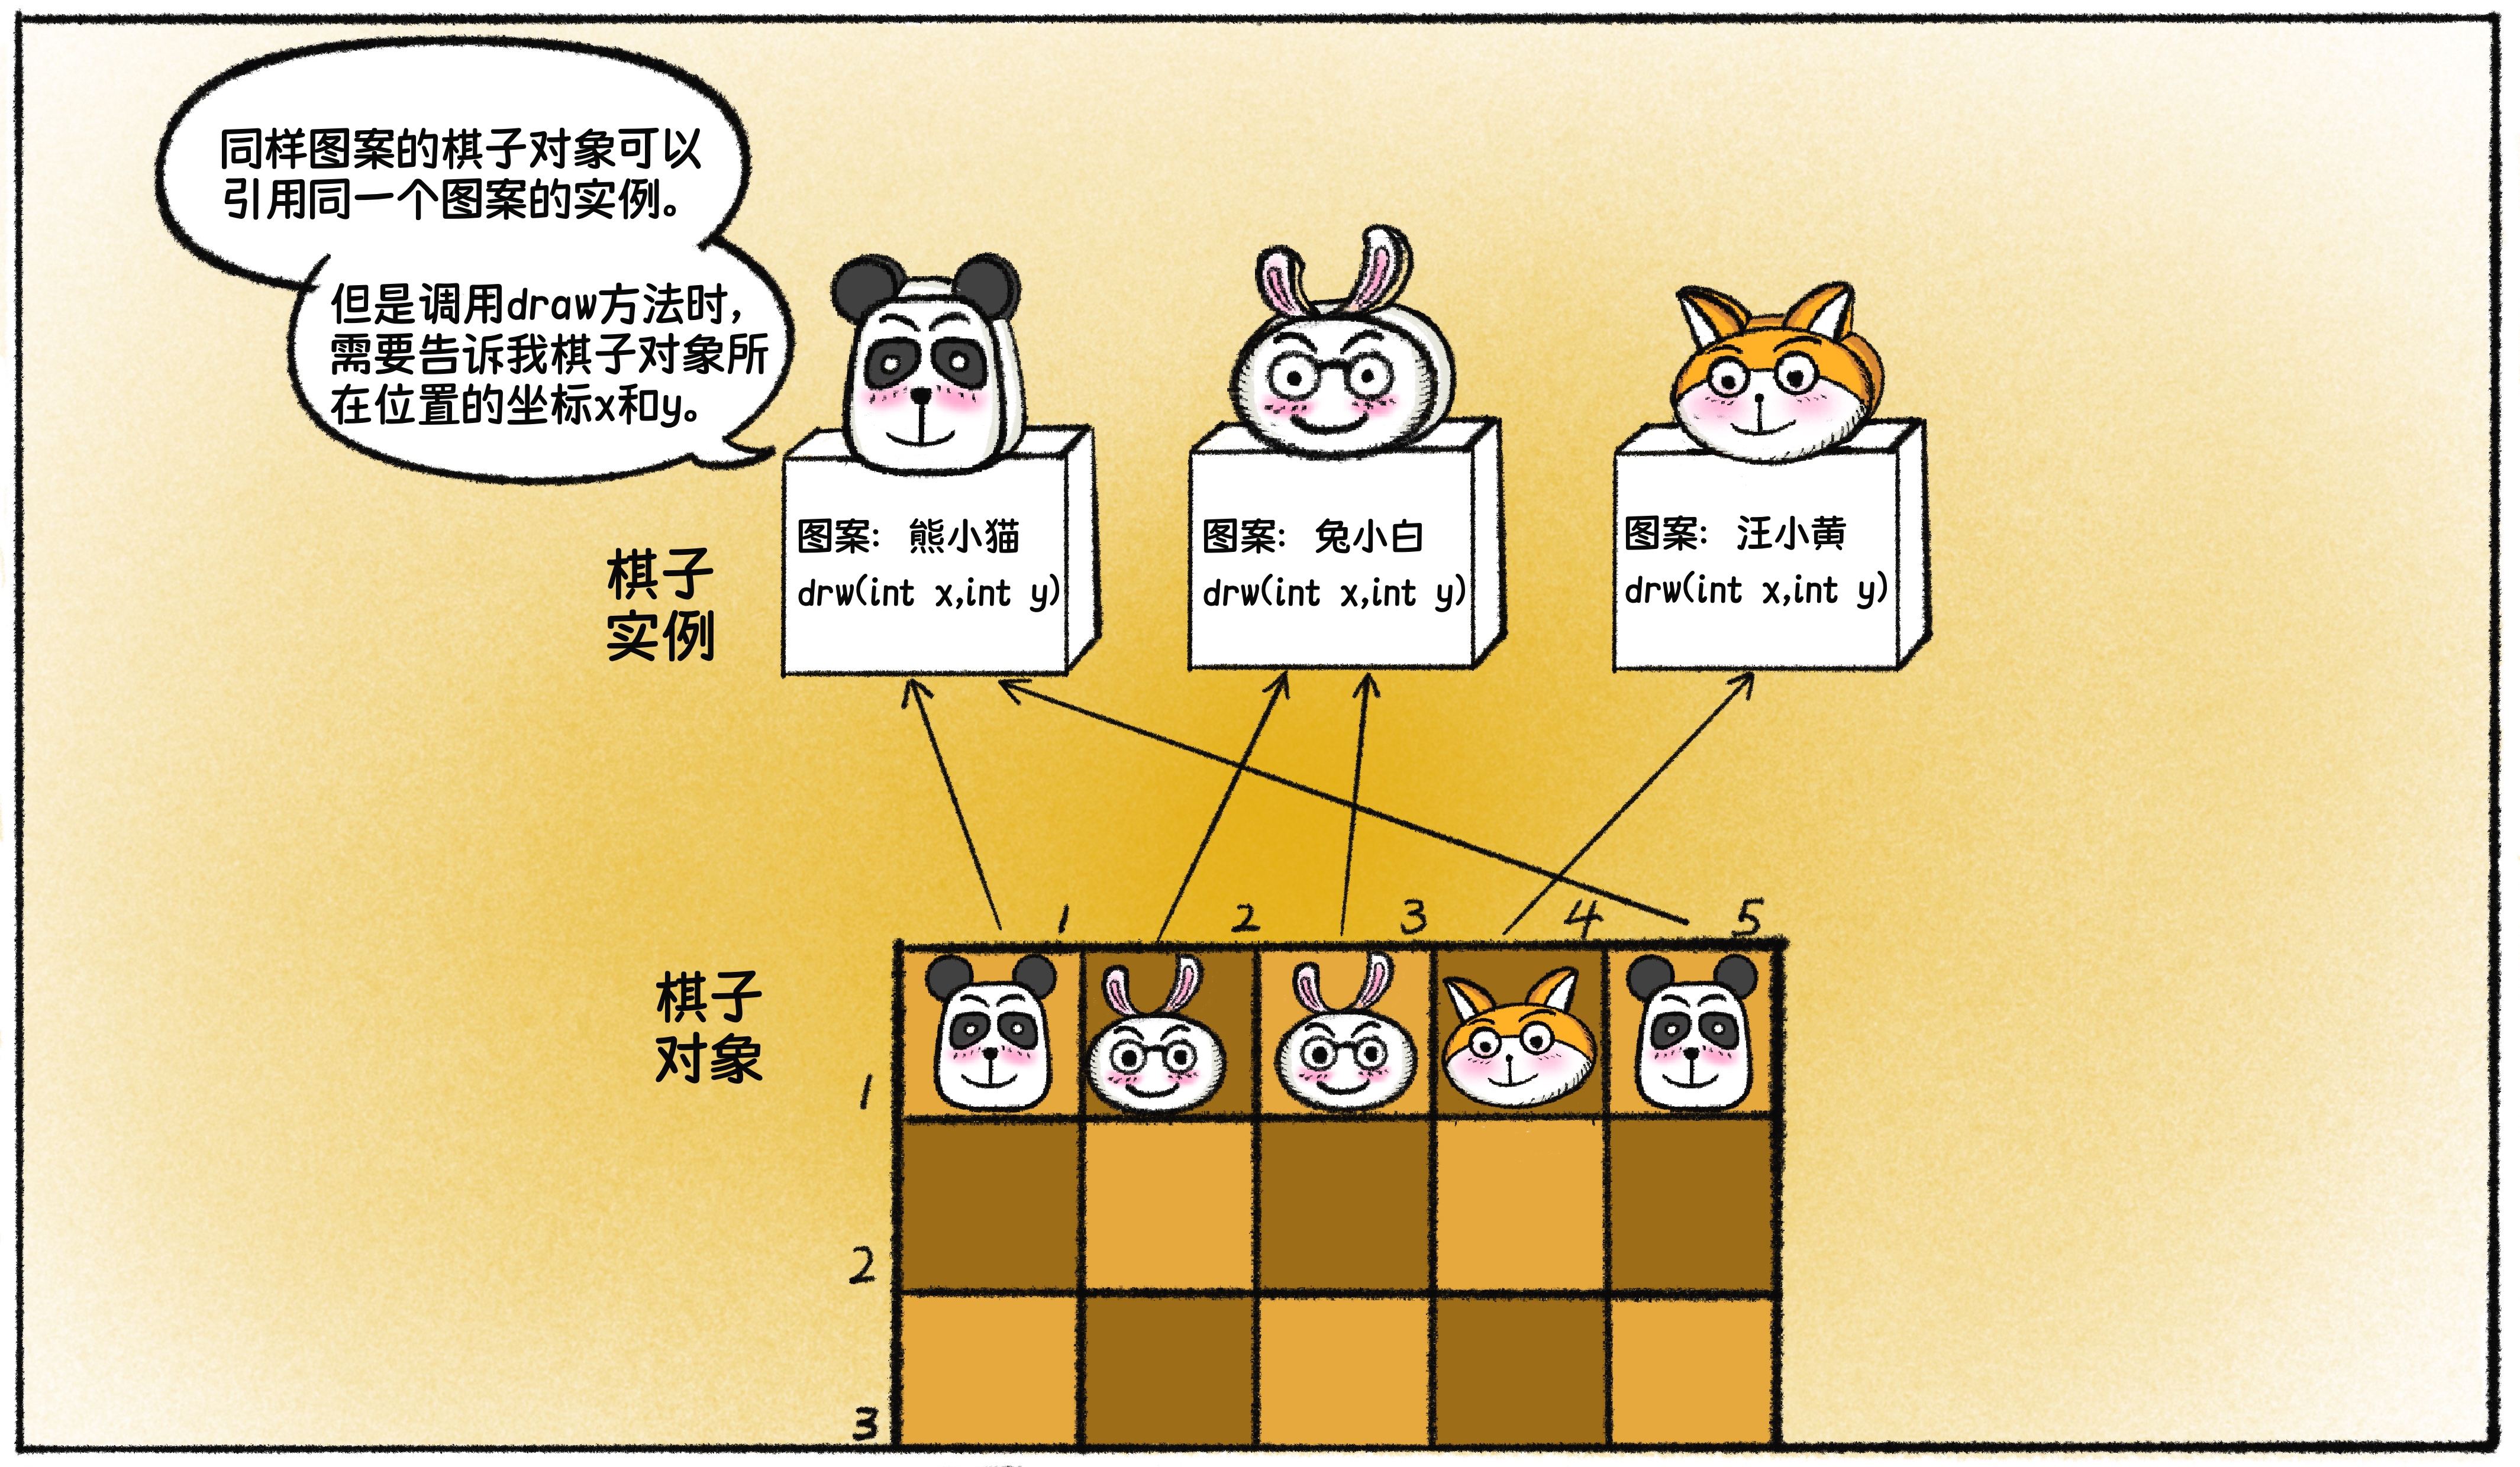 同样图案的棋子对象可以
引用同一个图案的实例。
但是调用draw方法时，
需要告诉我棋子对象所
在位置的坐标x和y。
棋子
实例
图案： 熊小猫
drw(int x,int y)
图案： 兔小白
drw(int x,int y)
图案： 汪小黄
drw(int x,int y)
棋子
对象
1 2 3 4 5
1
2
3